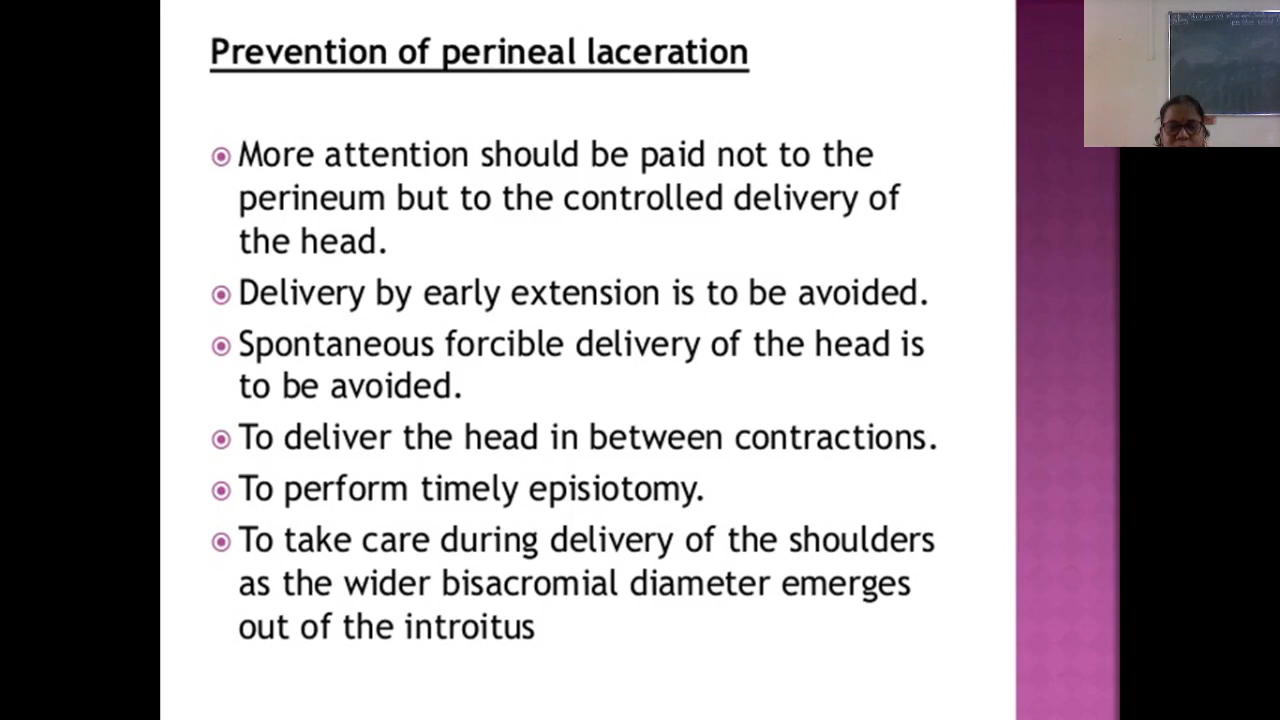 Prevention of perineal laceration
More attention should be paid not to the
perineum but to the controlled delivery of
the head.
Delivery by early extension is to be avoided.
Spontaneous forcible delivery of the head is
to be avoided.
To deliver the head in between contractions.
To perform timely episiotomy.
To take care during delivery of the shoulders
as the wider bisacromial diameter emerges
out of the introitus